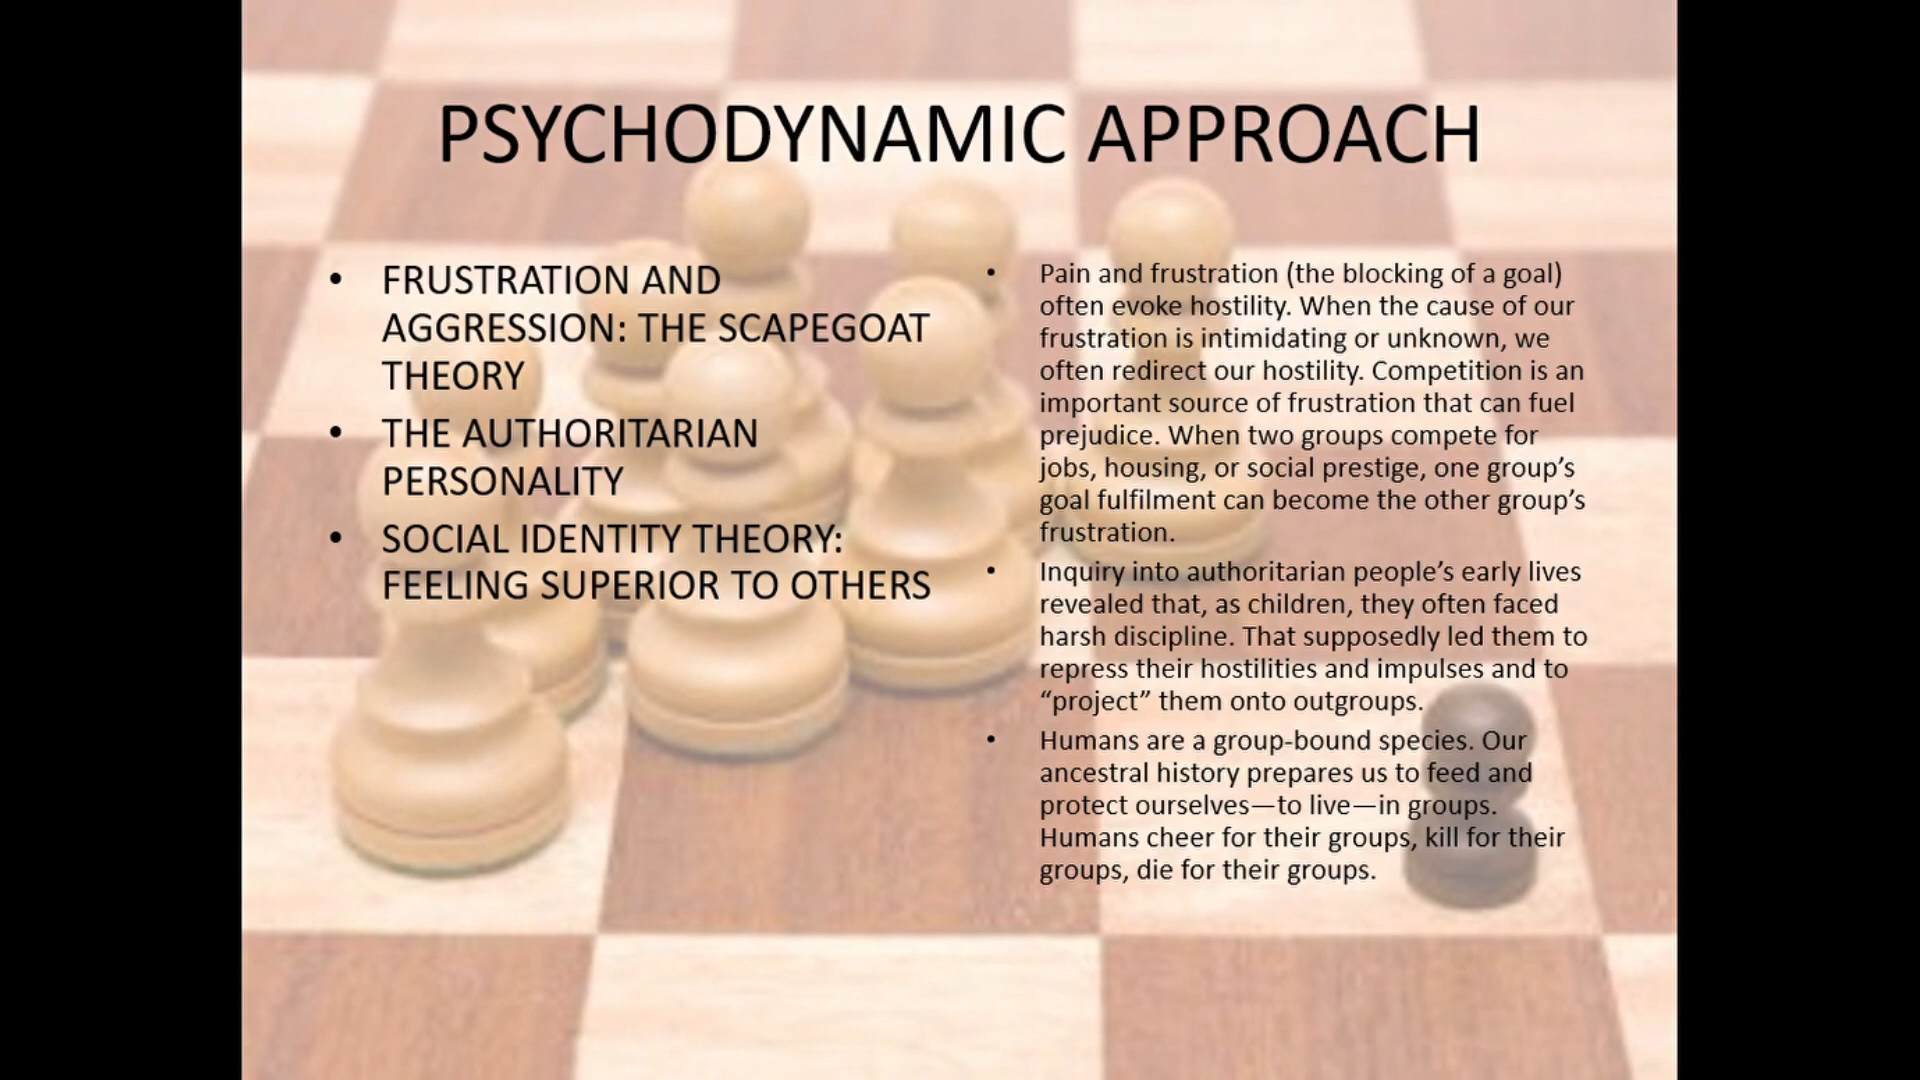 PSYCHODYNAMIC APPROACH
• FRUSTRATION AND
AGGRESSION: THE SCAPEGOAT
THEORY
• THE AUTHORITARIAN
PERSONALITY
• SOCIAL IDENTITY THEORY:
FEELING SUPERIOR TO OTHERS
• Pain and frustration (the blocking of a goal)
often evoke hostility. When the cause of our
frustration is intimidating or unknown, we
often redirect our hostility. Competition is an
important source of frustration that can fuel
prejudice. When two groups compete for
jobs, housing, or social prestige, one group’s
goal fulfilment can become the other group’s
frustration.
• Inquiry into authoritarian people’s early lives
revealed that, as children, they often faced
harsh discipline. That supposedly led them to
repress their hostilities and impulses and to
“project” them onto outgroups.
• Humans are a group-bound species. Our
ancestral history prepares us to feed and
protect ourselves—to live—in groups.
Humans cheer for their groups, kill for their
groups, die for their groups.